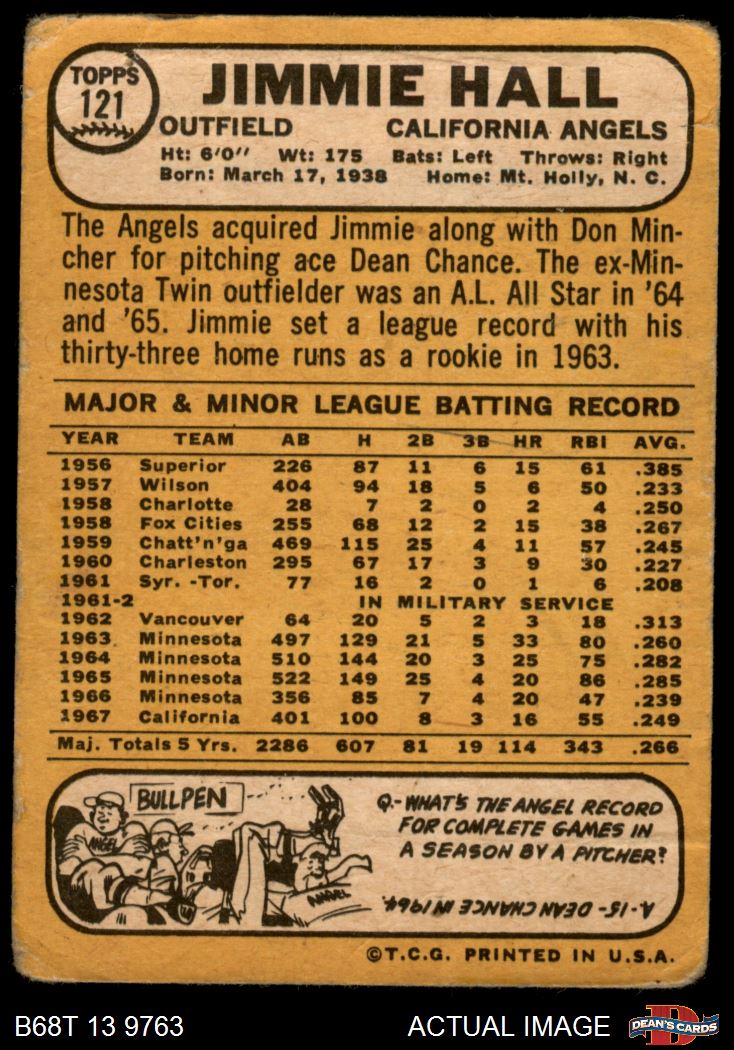 TOPPS
121
JIMMIE HALL
OUTFIELD CALIFORNIA ANGELS
Ht: 6'0" Wt: 175 Bats: Left Throws: Right
Born: March 17, 1938 Home: Mt. Holly, N. C.
The Angels acquired Jimmie along with Don Min-
cher for pitching ace Dean Chance. The ex-Min-
nesota Twin outfielder was an A.L. All Star in '64
and '65. Jimmie set a league record with his
thirty-three home runs as a rookie in 1963.
MAJOR & MINOR LEAGUE BATTING RECORD
YEAR TEAM AB H 2B 3B HR RBI AVG.
1956 Superior 226 87 11 6 15 61 .385
1957 Wilson 404 94 18 5 6 50 .233
1958 Charlotte 28 7 2 0 2 4 .250
1958 Fox Cities 255 68 12 2 15 38 .267
1959 Chatt'n'ga 469 115 25 4 11 57 .245
1960 Charleston 295 67 17 3 9 30 .227
1961 Syr. -Tor. 77 16 2 0 1 6 .208
1961-2 IN MILITARY SERVICE
1962 Vancouver 64 20 5 2 3 18 .313
1963 Minnesota 497 129 21 5 33 80 .260
1964 Minnesota 510 144 20 3 25 75 .282
1965 Minnesota 522 149 25 4 20 86 .285
1966 Minnesota 356 85 7 4 20 47 .239
1967 California 401 100 8 3 16 55 .249
Maj. Totals 5 Yrs. 2286 607 81 19 114 343 .266
BULLPEN
ANGEL
ANGEL
Q.-WHAT'S THE ANGEL RECORD
FOR COMPLETE GAMES IN
A SEASON BY A PITCHER?
A-15- DEAN CHANCE IN 1964.
©T.C.G. PRINTED IN U.S.A.
B68T 13 9763 ACTUAL IMAGE DEAN'S CARDS